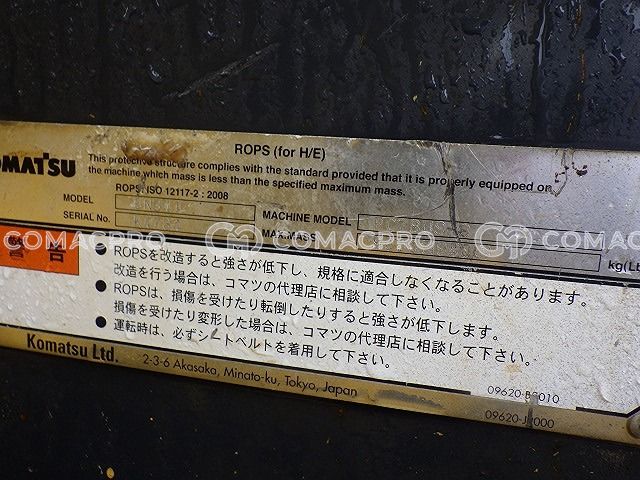 ROPS (for H/E)
OMATSU
This protective structure complies with the standard provided that it is properly equipped on
the machine which mass is less than the specified maximum mass.
ROPS: ISO 12117-2 : 2008
MODEL
MACHINE MODEL
SERIAL No.
MAX.MASS
kg(L
COMACPRO COMACPRO COMACPRO
警告
● ROPSを改造すると強さが低下し、規格に適合しなくなることがあります。
改造を行う場合は、コマツの代理店に相談して下さい。
● ROPSは、損傷を受けたり転倒したりすると強さが低下します。
損傷を受けたり変形した場合は、コマツの代理店に相談して下さい。
● 運転時は、必ずシートベルトを着用して下さい。
Komatsu Ltd.
2-3-6 Akasaka, Minato-ku, Tokyo, Japan